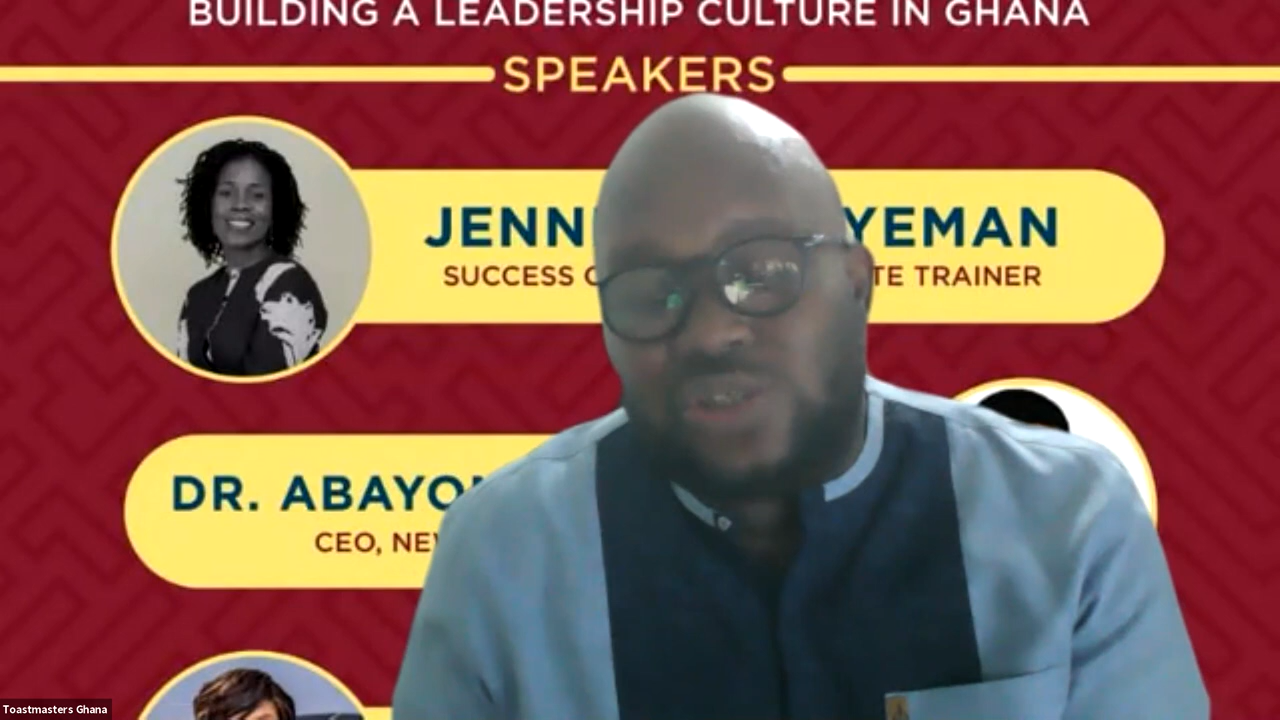 BUILDING A LEADERSHIP CULTURE IN GHANA
SPEAKERS
JENN YEMAN
SUCCESS TE TRAINER
DR. ABAYO
CEO, NE
Toastmasters Ghana